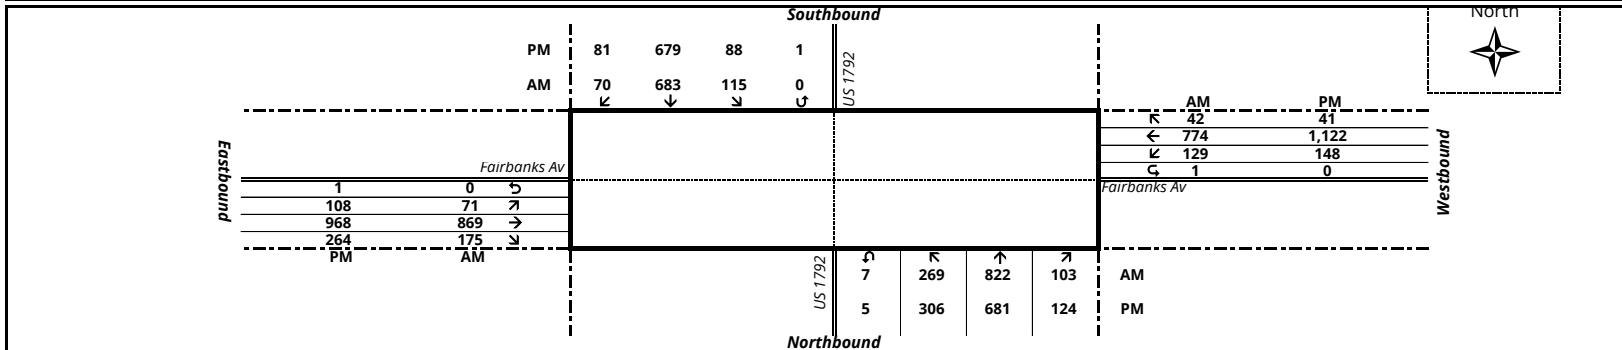 Southbound
North
PM 81 679 88 1
US 1792
AM 70 683 115 0
AM PM
42 41
774 1,122
129 148
1 0
Eastbound
Westbound
Fairbanks Av
Fairbanks Av
1 0
108 71
968 869
264 175
PM AM
US 1792
7 269 822 103 AM
5 306 681 124 PM
Northbound